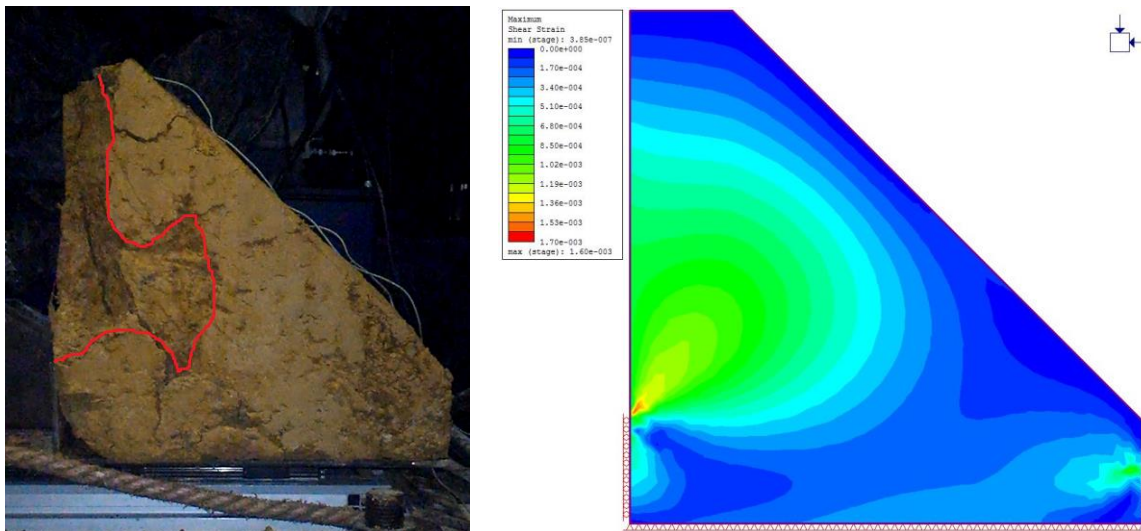 Maximum
Shear Strain
min (stage): 3.85e-007
0.00e+000
1.70e-004
3.40e-004
5.10e-004
6.80e-004
8.50e-004
1.02e-003
1.19e-003
1.36e-003
1.53e-003
1.70e-003
max (stage): 1.60e-003